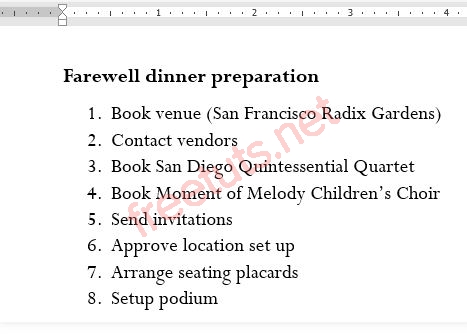 1 2 3 4
Farewell dinner preparation
1. Book venue (San Francisco Radix Gardens)
2. Contact vendors
3. Book San Diego Quintessential Quartet
4. Book Moment of Melody Children’s Choir
5. Send invitations
6. Approve location set up
7. Arrange seating placards
8. Setup podium
freetuts.net